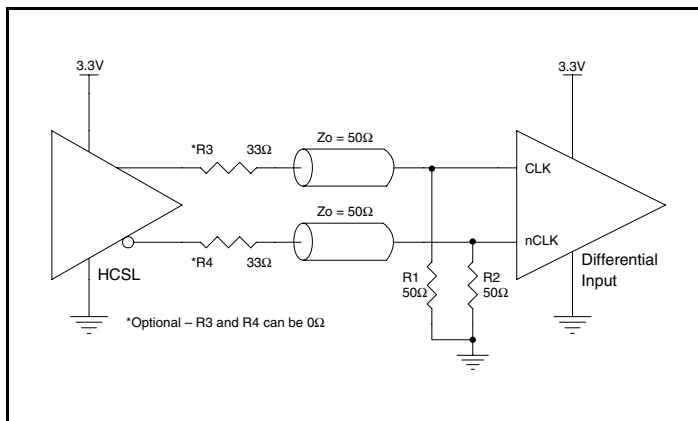 3.3V
3.3V
*R3 33Ω
Zo = 50Ω
CLK
Zo = 50Ω
nCLK
*R4 33Ω
HCSL
R1
50Ω
R2
50Ω
Differential
Input
*Optional – R3 and R4 can be 0Ω